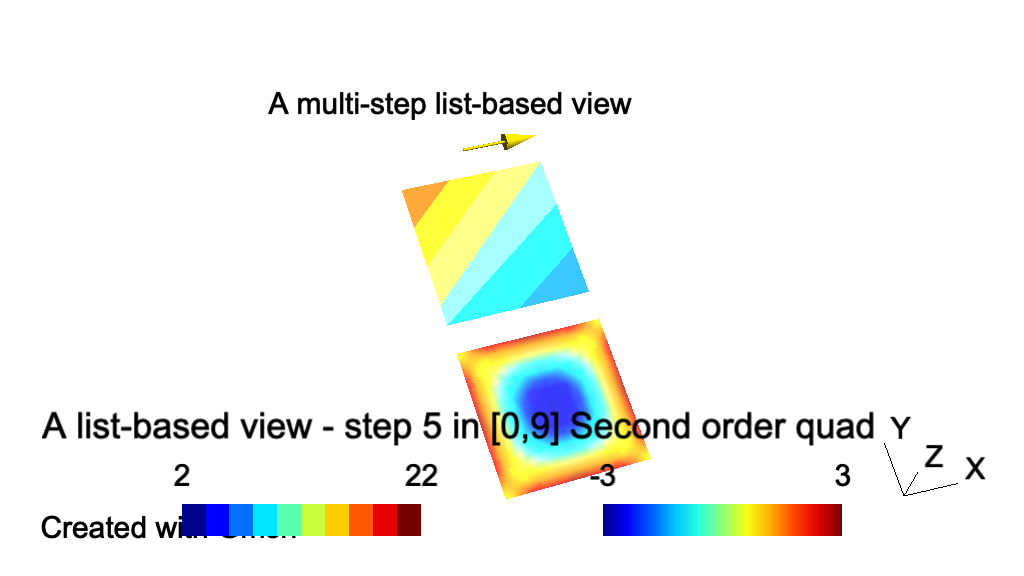 A multi-step list-based view
A list-based view - step 5 in [0,9] Second order quad
Y
Z
X
2
22
-3
3
Created with Gmsh